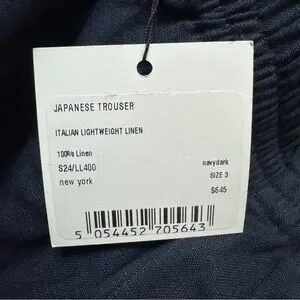 JAPANESE TROUSER
ITALIAN LIGHTWEIGHT LINEN
100% Linen
S24/LL400 navydark
new york SIZE 3
$645
5 054452 705643